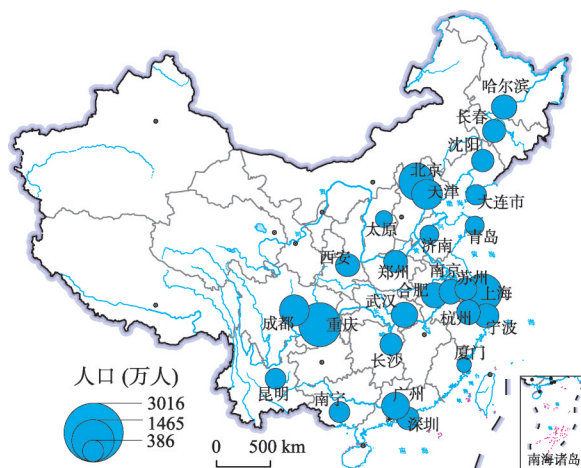 哈尔滨
长春
沈阳
北京
天津
大连市
太原
济南
青岛
西安
郑州
南京
苏州
合肥
上海
武汉
杭州
宁波
成都
重庆
长沙
厦门
昆明
南宁
广州
深圳
人口 (万人)
3016
1465
386
0 500 km
南海诸岛